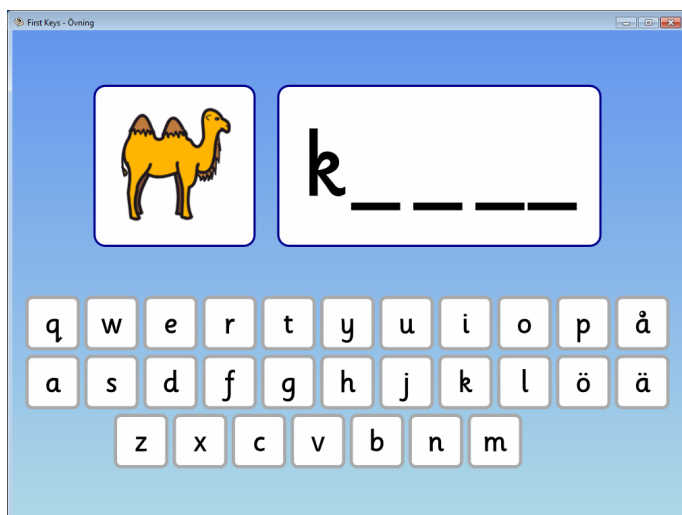 First Keys - Övning
k_ _ _ _
q w e r t y u i o p å
a s d f g h j k l ö ä
z x c v b n m